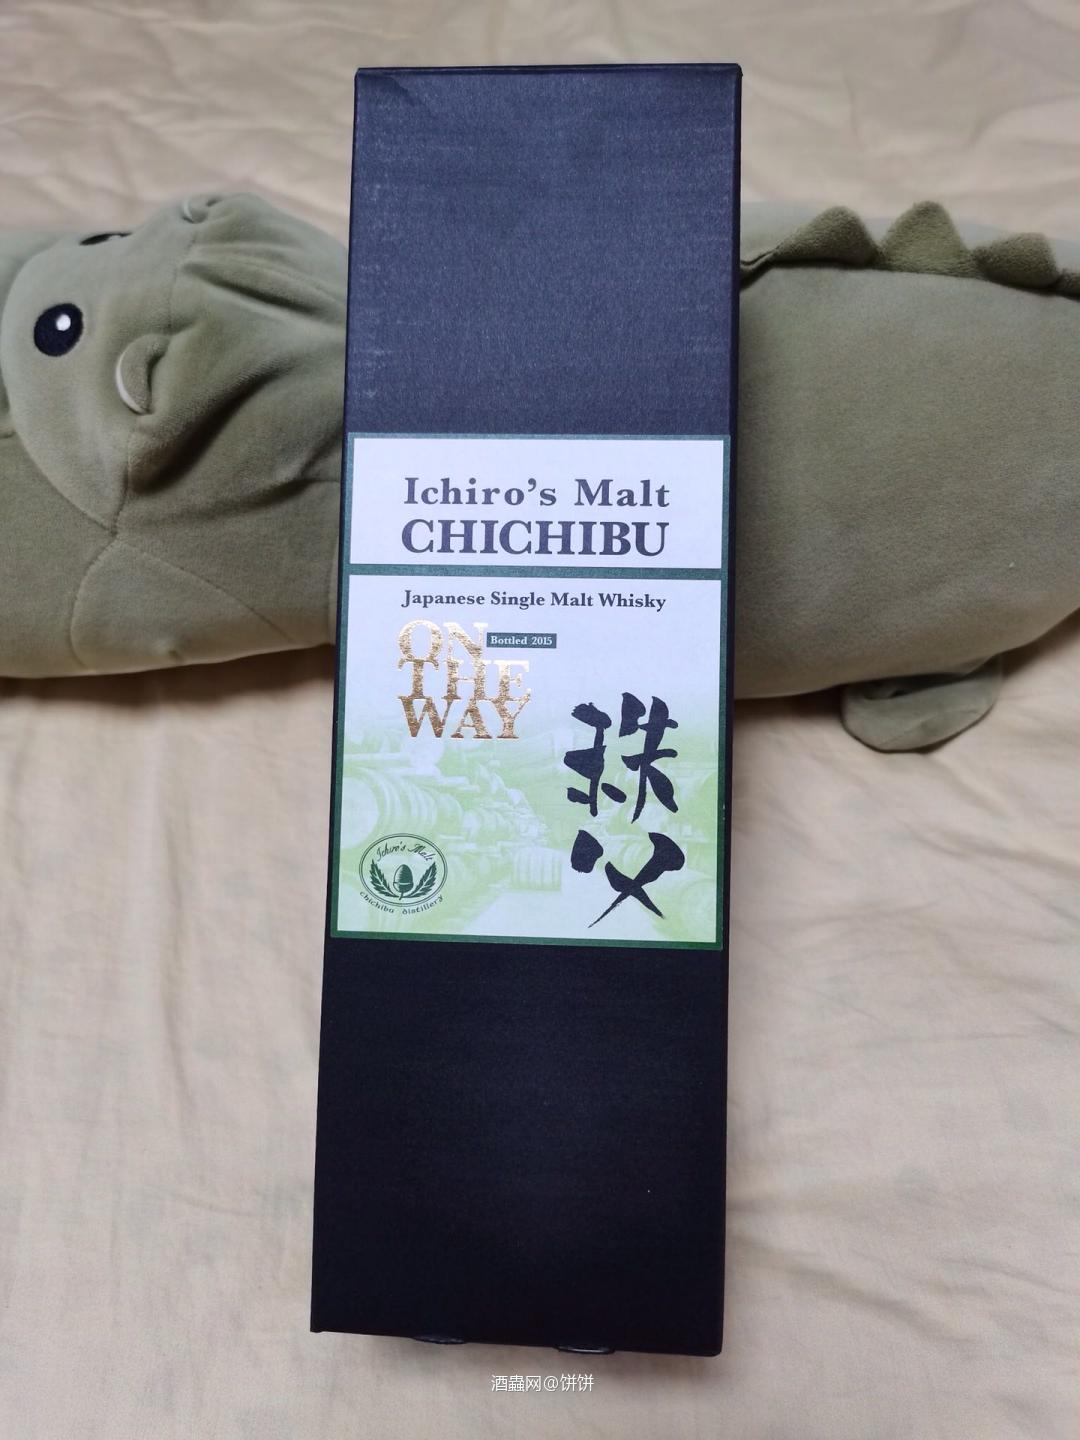 Ichiro's Malt
CHICHIBU
Japanese Single Malt Whisky
ON
Bottled 2015
THE
WAY
秩
父
Ichiro's Malt
chichibu distillery
酒蟲网@饼饼